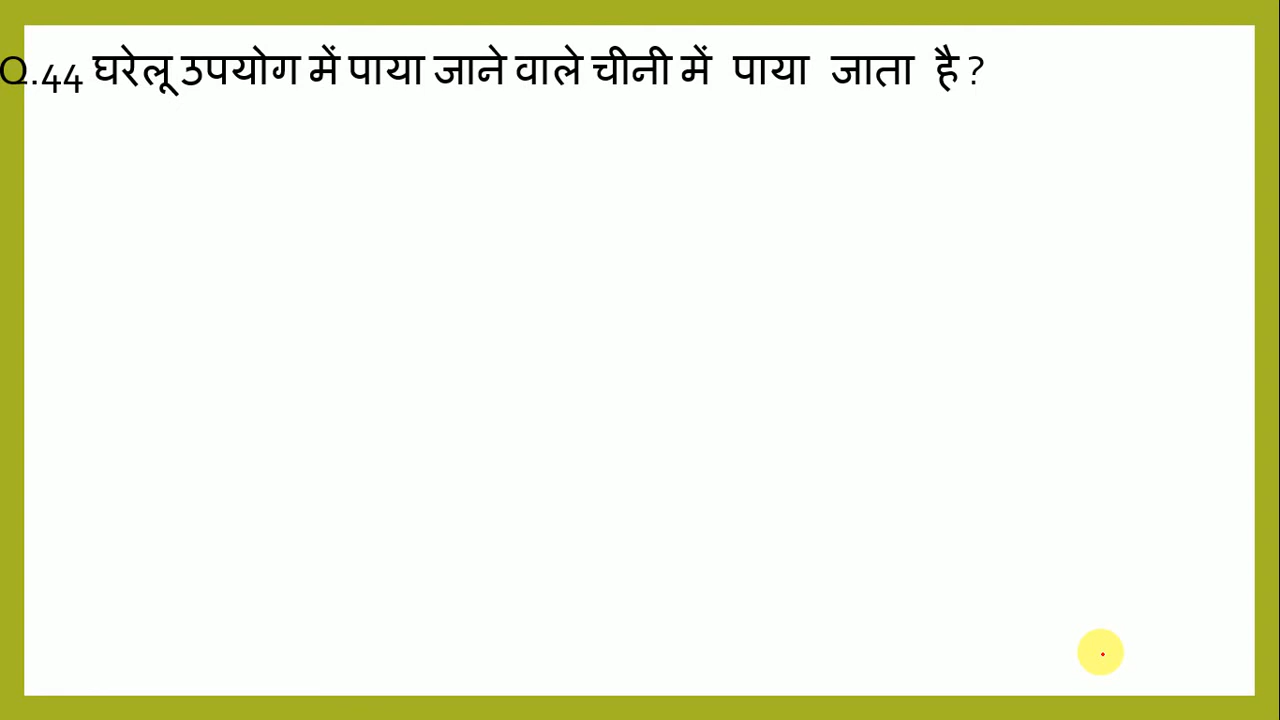 Q.44 घरेलू उपयोग में पाया जाने वाले चीनी में पाया जाता है ?